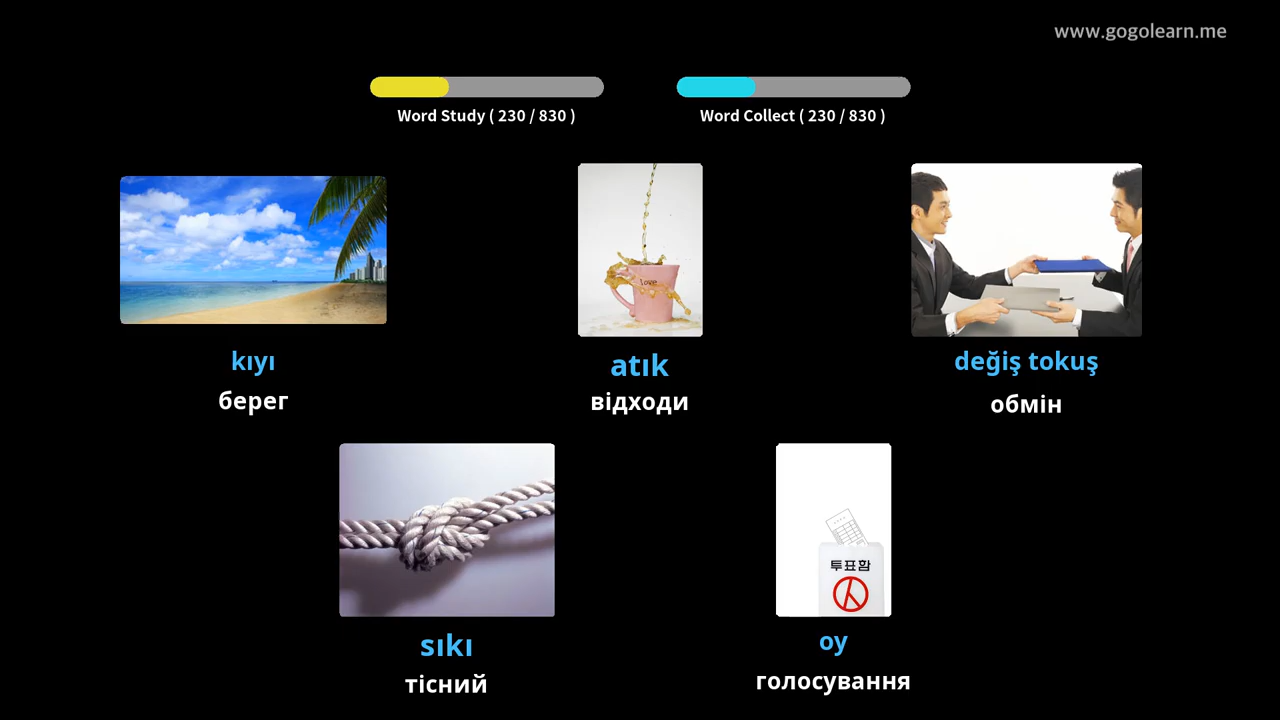 www.gogolearn.me
Word Study ( 230 / 830 )
Word Collect ( 230 / 830 )
love
kıyı
atık
değiş tokuş
берег
відходи
обмін
투표함
sıkı
oy
тісний
голосування